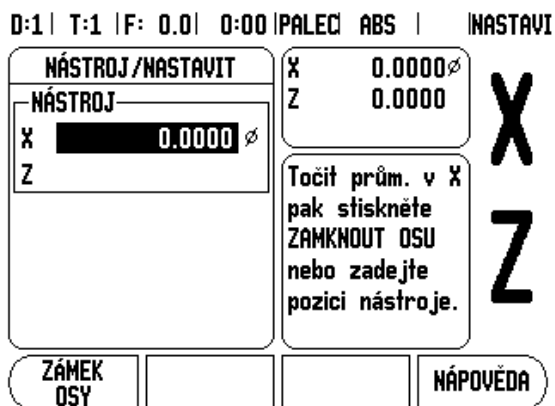 D:1 | T:1 | F: 0.0 | 0:00 | PALEC | ABS | | NASTAVI
NÁSTROJ/NASTAVIT
NÁSTROJ
X 0.0000 ⌀
Z
X 0.0000⌀
Z 0.0000
Točit prům. v X
pak stiskněte
ZAMKNOUT OSU
nebo zadejte
pozici nástroje.
X
Z
ZÁMEK
OSY
NÁPOVĚDA